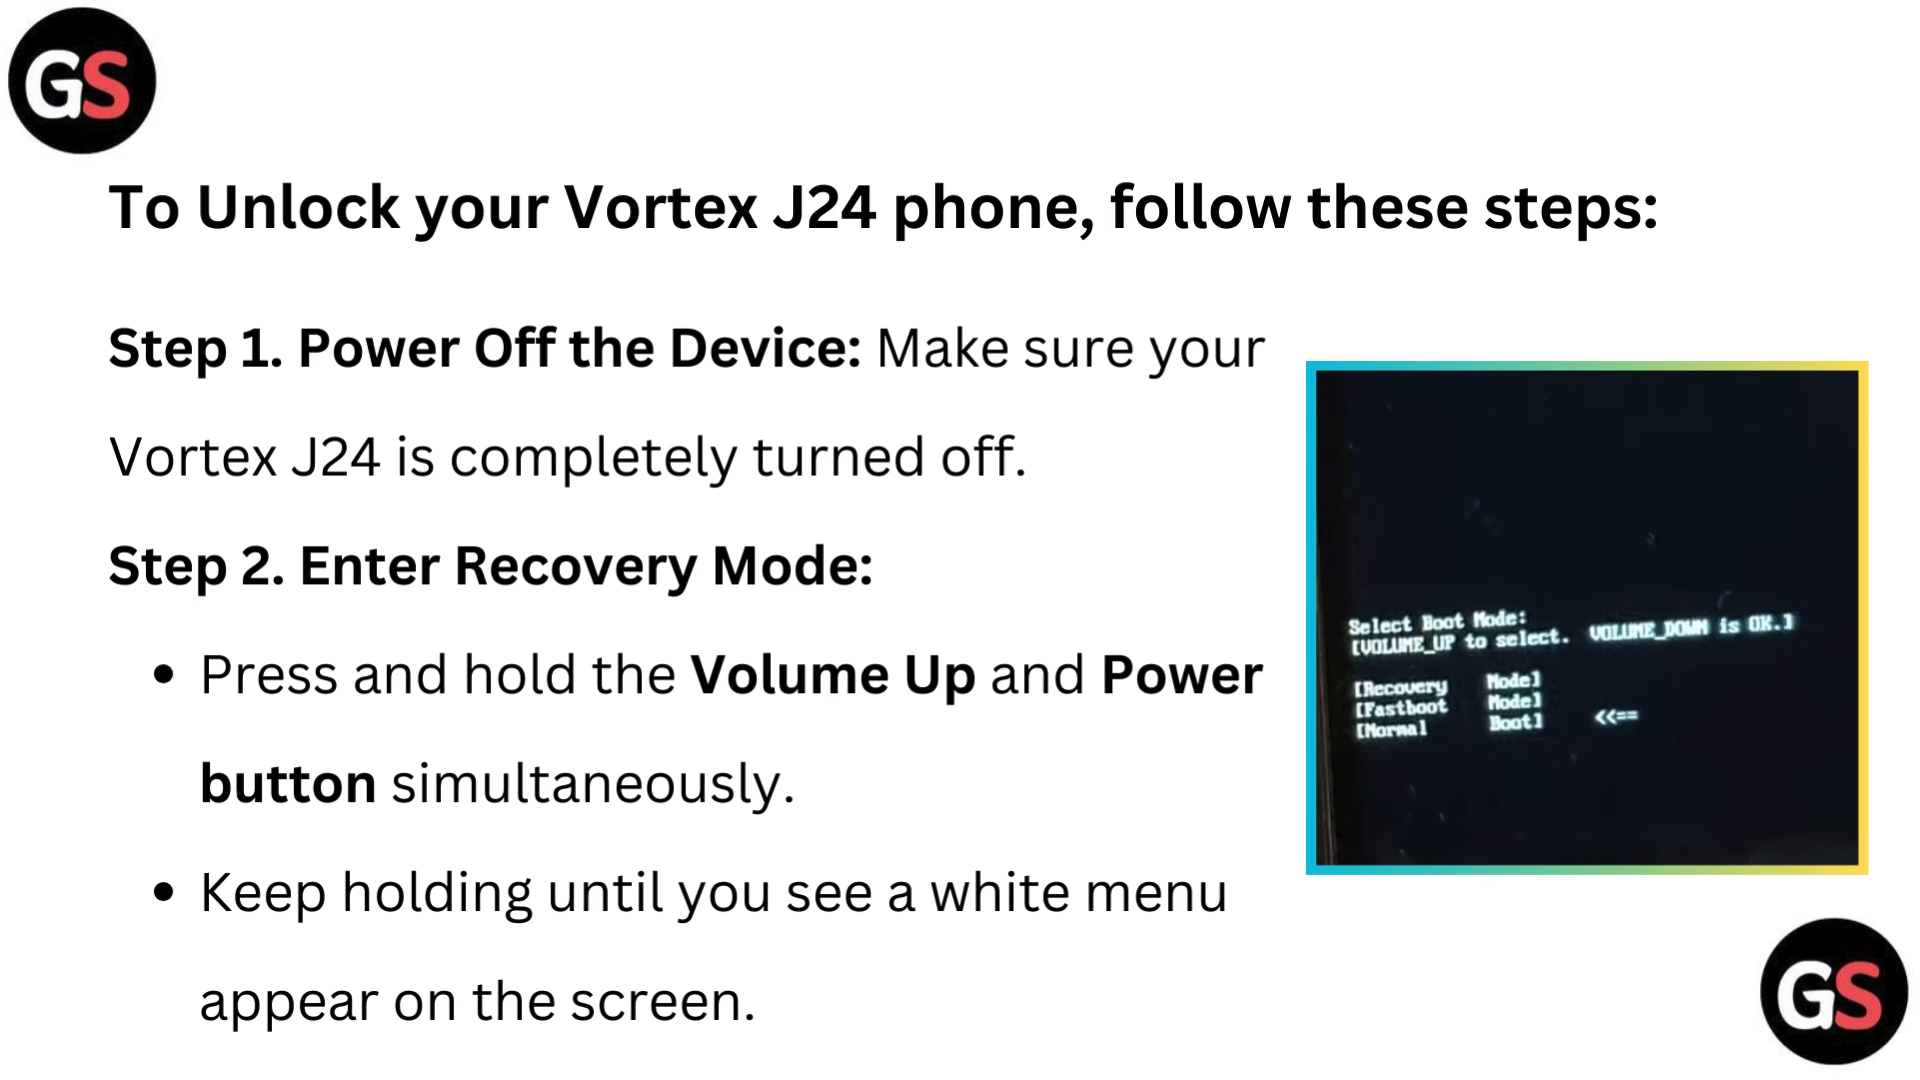 GS
To Unlock your Vortex J24 phone, follow these steps:
Step 1. Power Off the Device: Make sure your
Vortex J24 is completely turned off.
Step 2. Enter Recovery Mode:
• Press and hold the Volume Up and Power
button simultaneously.
• Keep holding until you see a white menu
appear on the screen.
Select Boot Mode:
[VOLUME_UP to select. VOLUME_DOWN is OK.]
[Recovery Mode]
[Fastboot Mode]
[Normal Boot] <<==
GS